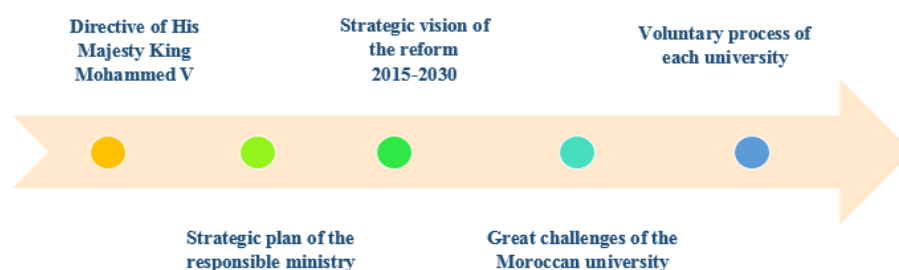 Directive of His
Majesty King
Mohammed V
Strategic plan of the
responsible ministry
Strategic vision of
the reform
2015-2030
Great challenges of the
Moroccan university
Voluntary process of
each university